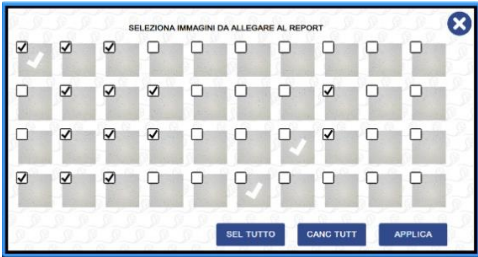 SELEZIONA IMMAGINI DA ALLEGARE AL REPORT
SEL TUTTO CANC TUTT APPLICA